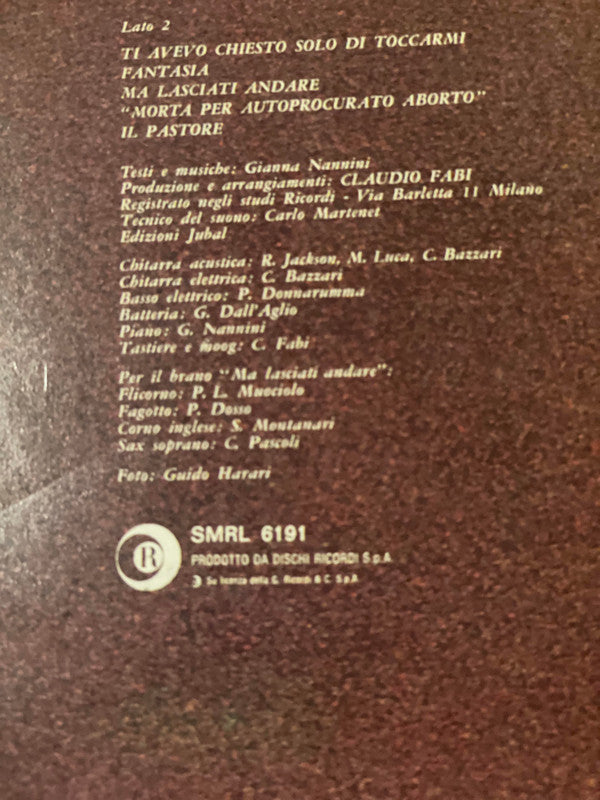 Lato 2
TI AVEVO CHIESTO SOLO DI TOCCARMI
FANTASIA
MA LASCIATI ANDARE
"MORTA PER AUTOPROCURATO ABORTO"
IL PASTORE
Testi e musiche: Gianna Nannini
Produzione e arrangiamenti: CLAUDIO FABI
Registrato negli studi Ricordi - Via Barletta 11 Milano
Tecnico del suono: Carlo Martenet
Edizioni Jubal
Chitarra acustica: R. Jackson, M. Luca, C. Bazzari
Chitarra elettrica: C. Bazzari
Basso elettrico: P. Donnarumma
Batteria: G. Dall'Aglio
Piano: G. Nannini
Tastiere e moog: C. Fabi
Per il brano "Ma lasciati andare":
Flicorno: P. L. Mucciolo
Fagotto: P. Dosso
Corno inglese: S. Montanari
Sax soprano: C. Pascoli
Foto: Guido Harari
R
SMRL 6191
PRODOTTO DA DISCHI RICORDI S.p.A.
Su licenza della G. Ricordi & C. S.p.A.